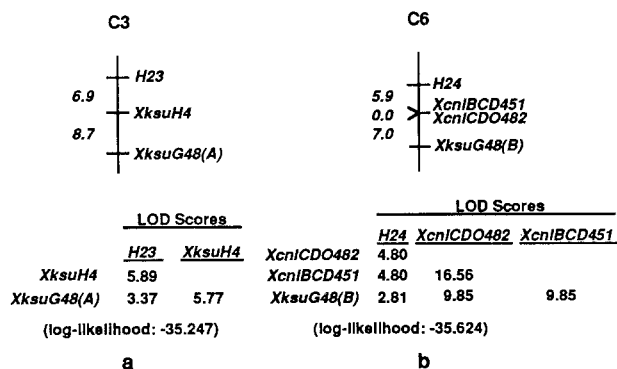 C3
H23
6.9
XksuH4
8.7
XksuG48(A)
LOD Scores
H23 XksuH4
XksuH4 5.89
XksuG48(A) 3.37 5.77
(log-likelihood: -35.247)
a
C6
H24
5.9
XcnlBCD451
0.0
XcnlCDO482
7.0
XksuG48(B)
LOD Scores
H24 XcnlCDO482 XcnlBCD451
XcnlCDO482 4.80
XcnlBCD451 4.80 16.56
XksuG48(B) 2.81 9.85 9.85
(log-likelihood: -35.624)
b